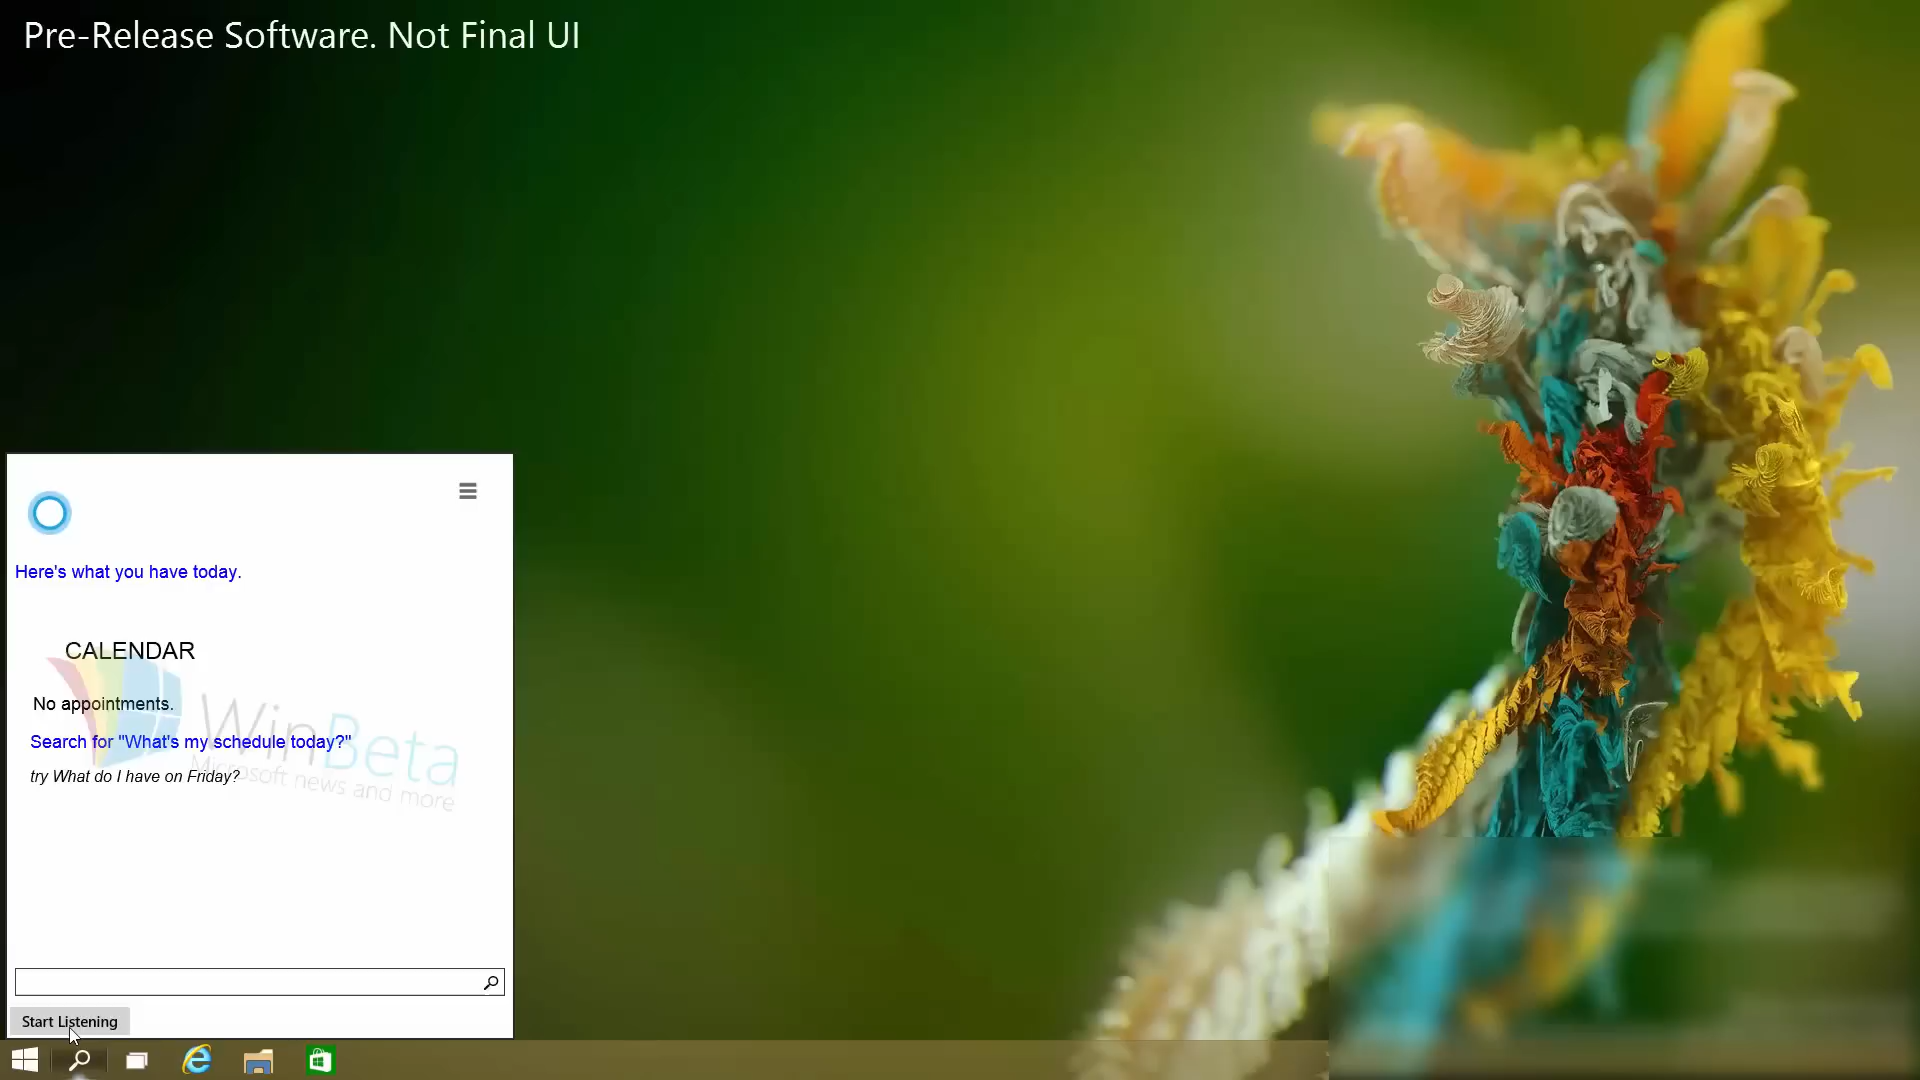 Pre-Release Software. Not Final UI
Here's what you have today.
CALENDAR
No appointments.
WinBeta
Search for "What's my schedule today?"
Microsoft news and more
try What do I have on Friday?
Start Listening